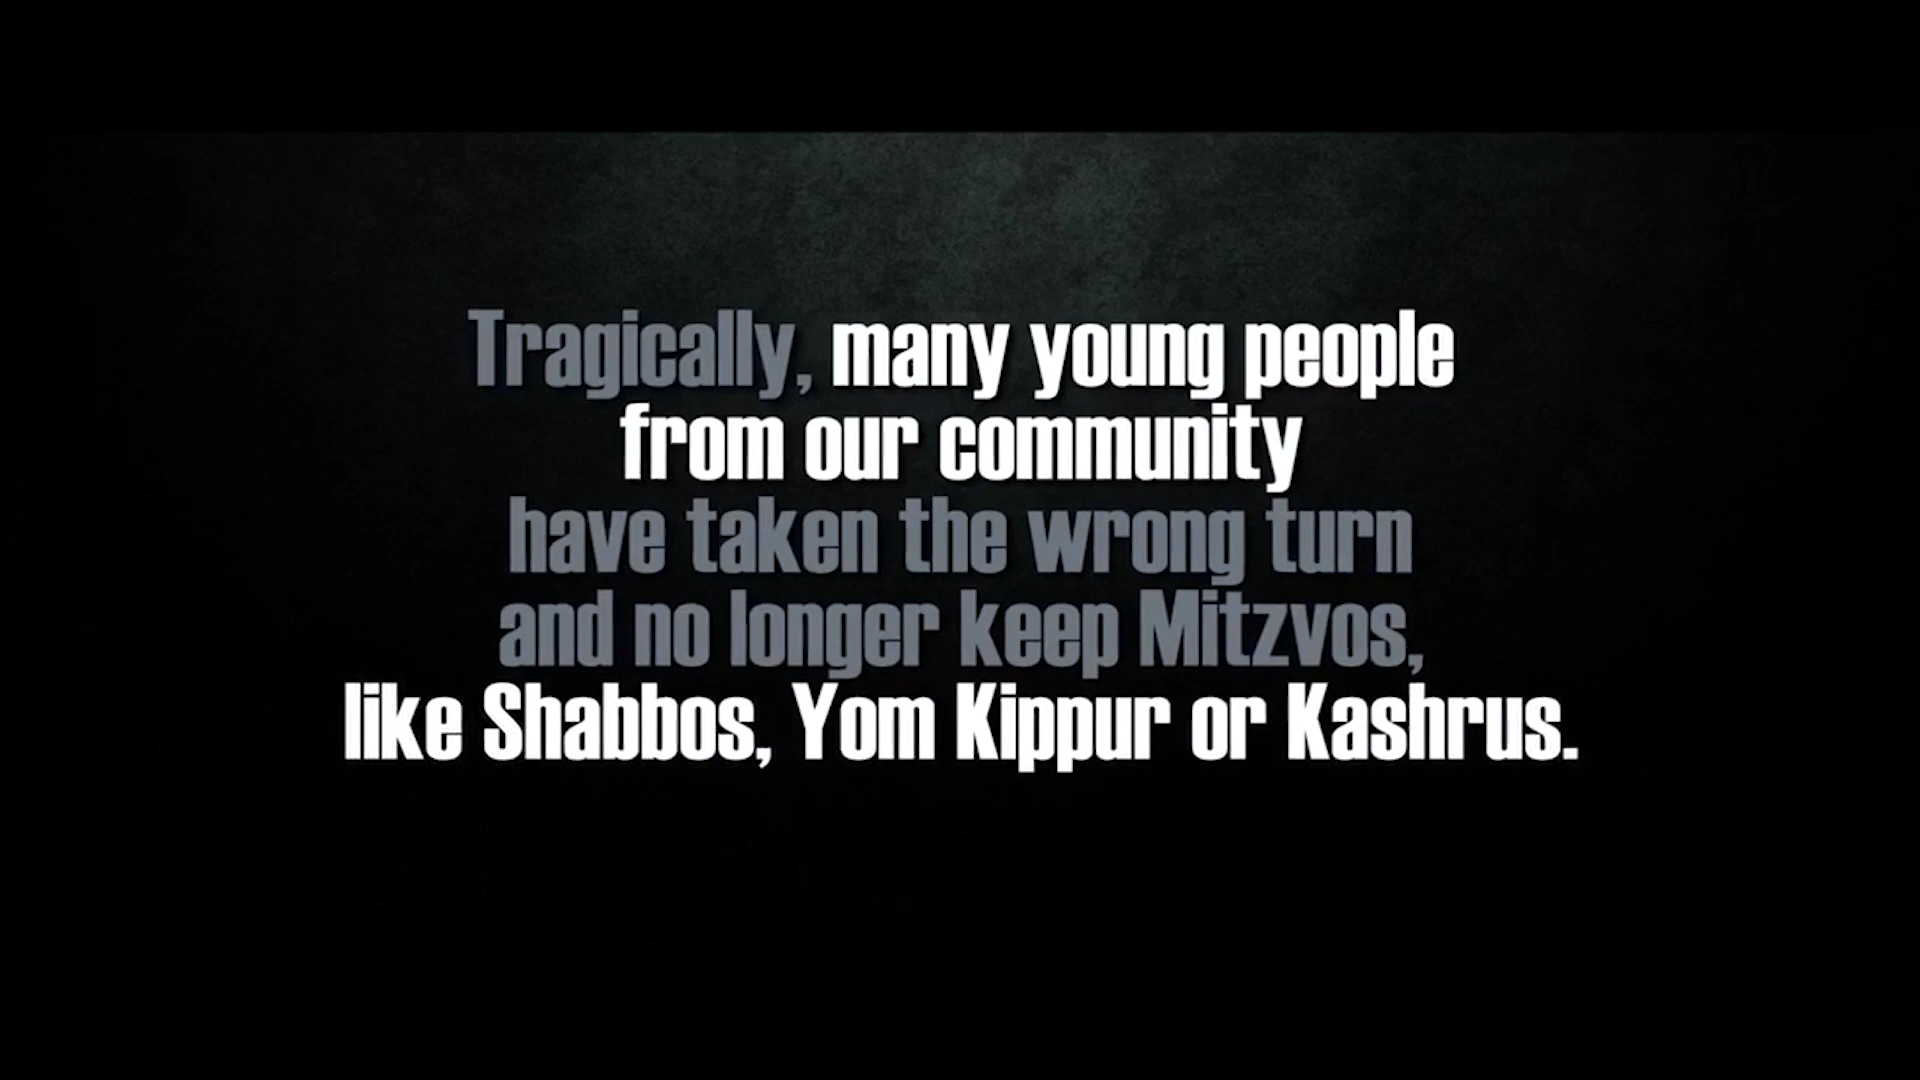 Tragically, many young people
from our community
have taken the wrong turn
and no longer keep Mitzvos,
like Shabbos, Yom Kippur or Kashrus.